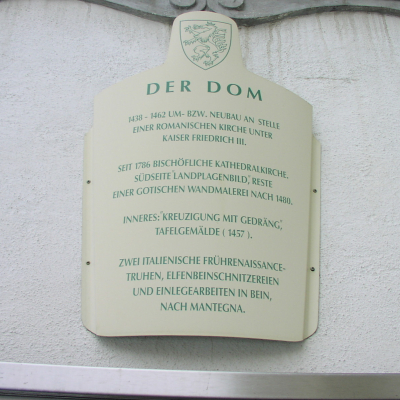 DER DOM
1438 - 1462 UM- BZW. NEUBAU AN STELLE
EINER ROMANISCHEN KIRCHE UNTER
KAISER FRIEDRICH III.
SEIT 1786 BISCHÖFLICHE KATHEDRALKIRCHE.
SÜDSEITE "LANDPLAGENBILD", RESTE
EINER GOTISCHEN WANDMALEREI NACH 1480.
INNERES: "KREUZIGUNG MIT GEDRÄNG",
TAFELGEMÄLDE ( 1457 ).
ZWEI ITALIENISCHE FRÜHRENAISSANCE-
TRUHEN, ELFENBEINSCHNITZEREIEN
UND EINLEGEARBEITEN IN BEIN,
NACH MANTEGNA.